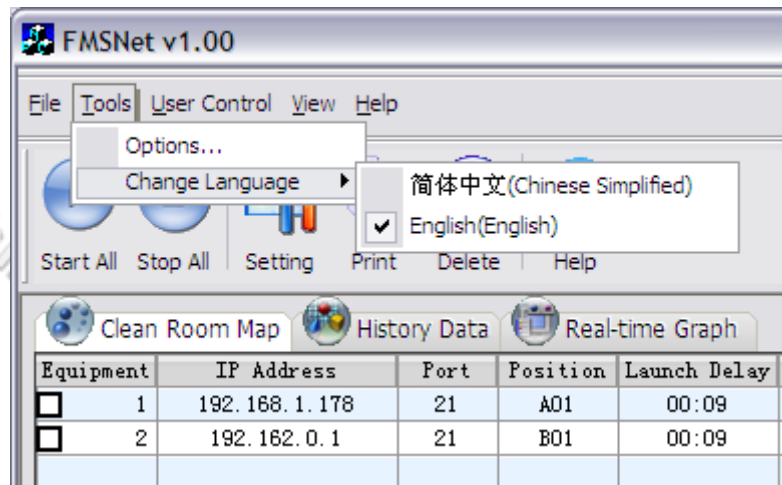 FMSNet v1.00
File Tools User Control View Help
Options...
Change Language
简体中文(Chinese Simplified)
English(English)
Start All Stop All Setting Print Delete Help
Clean Room Map History Data Real-time Graph
Equipment IP Address Port Position Launch Delay
1 192.168.1.178 21 A01 00:09
2 192.162.0.1 21 B01 00:09